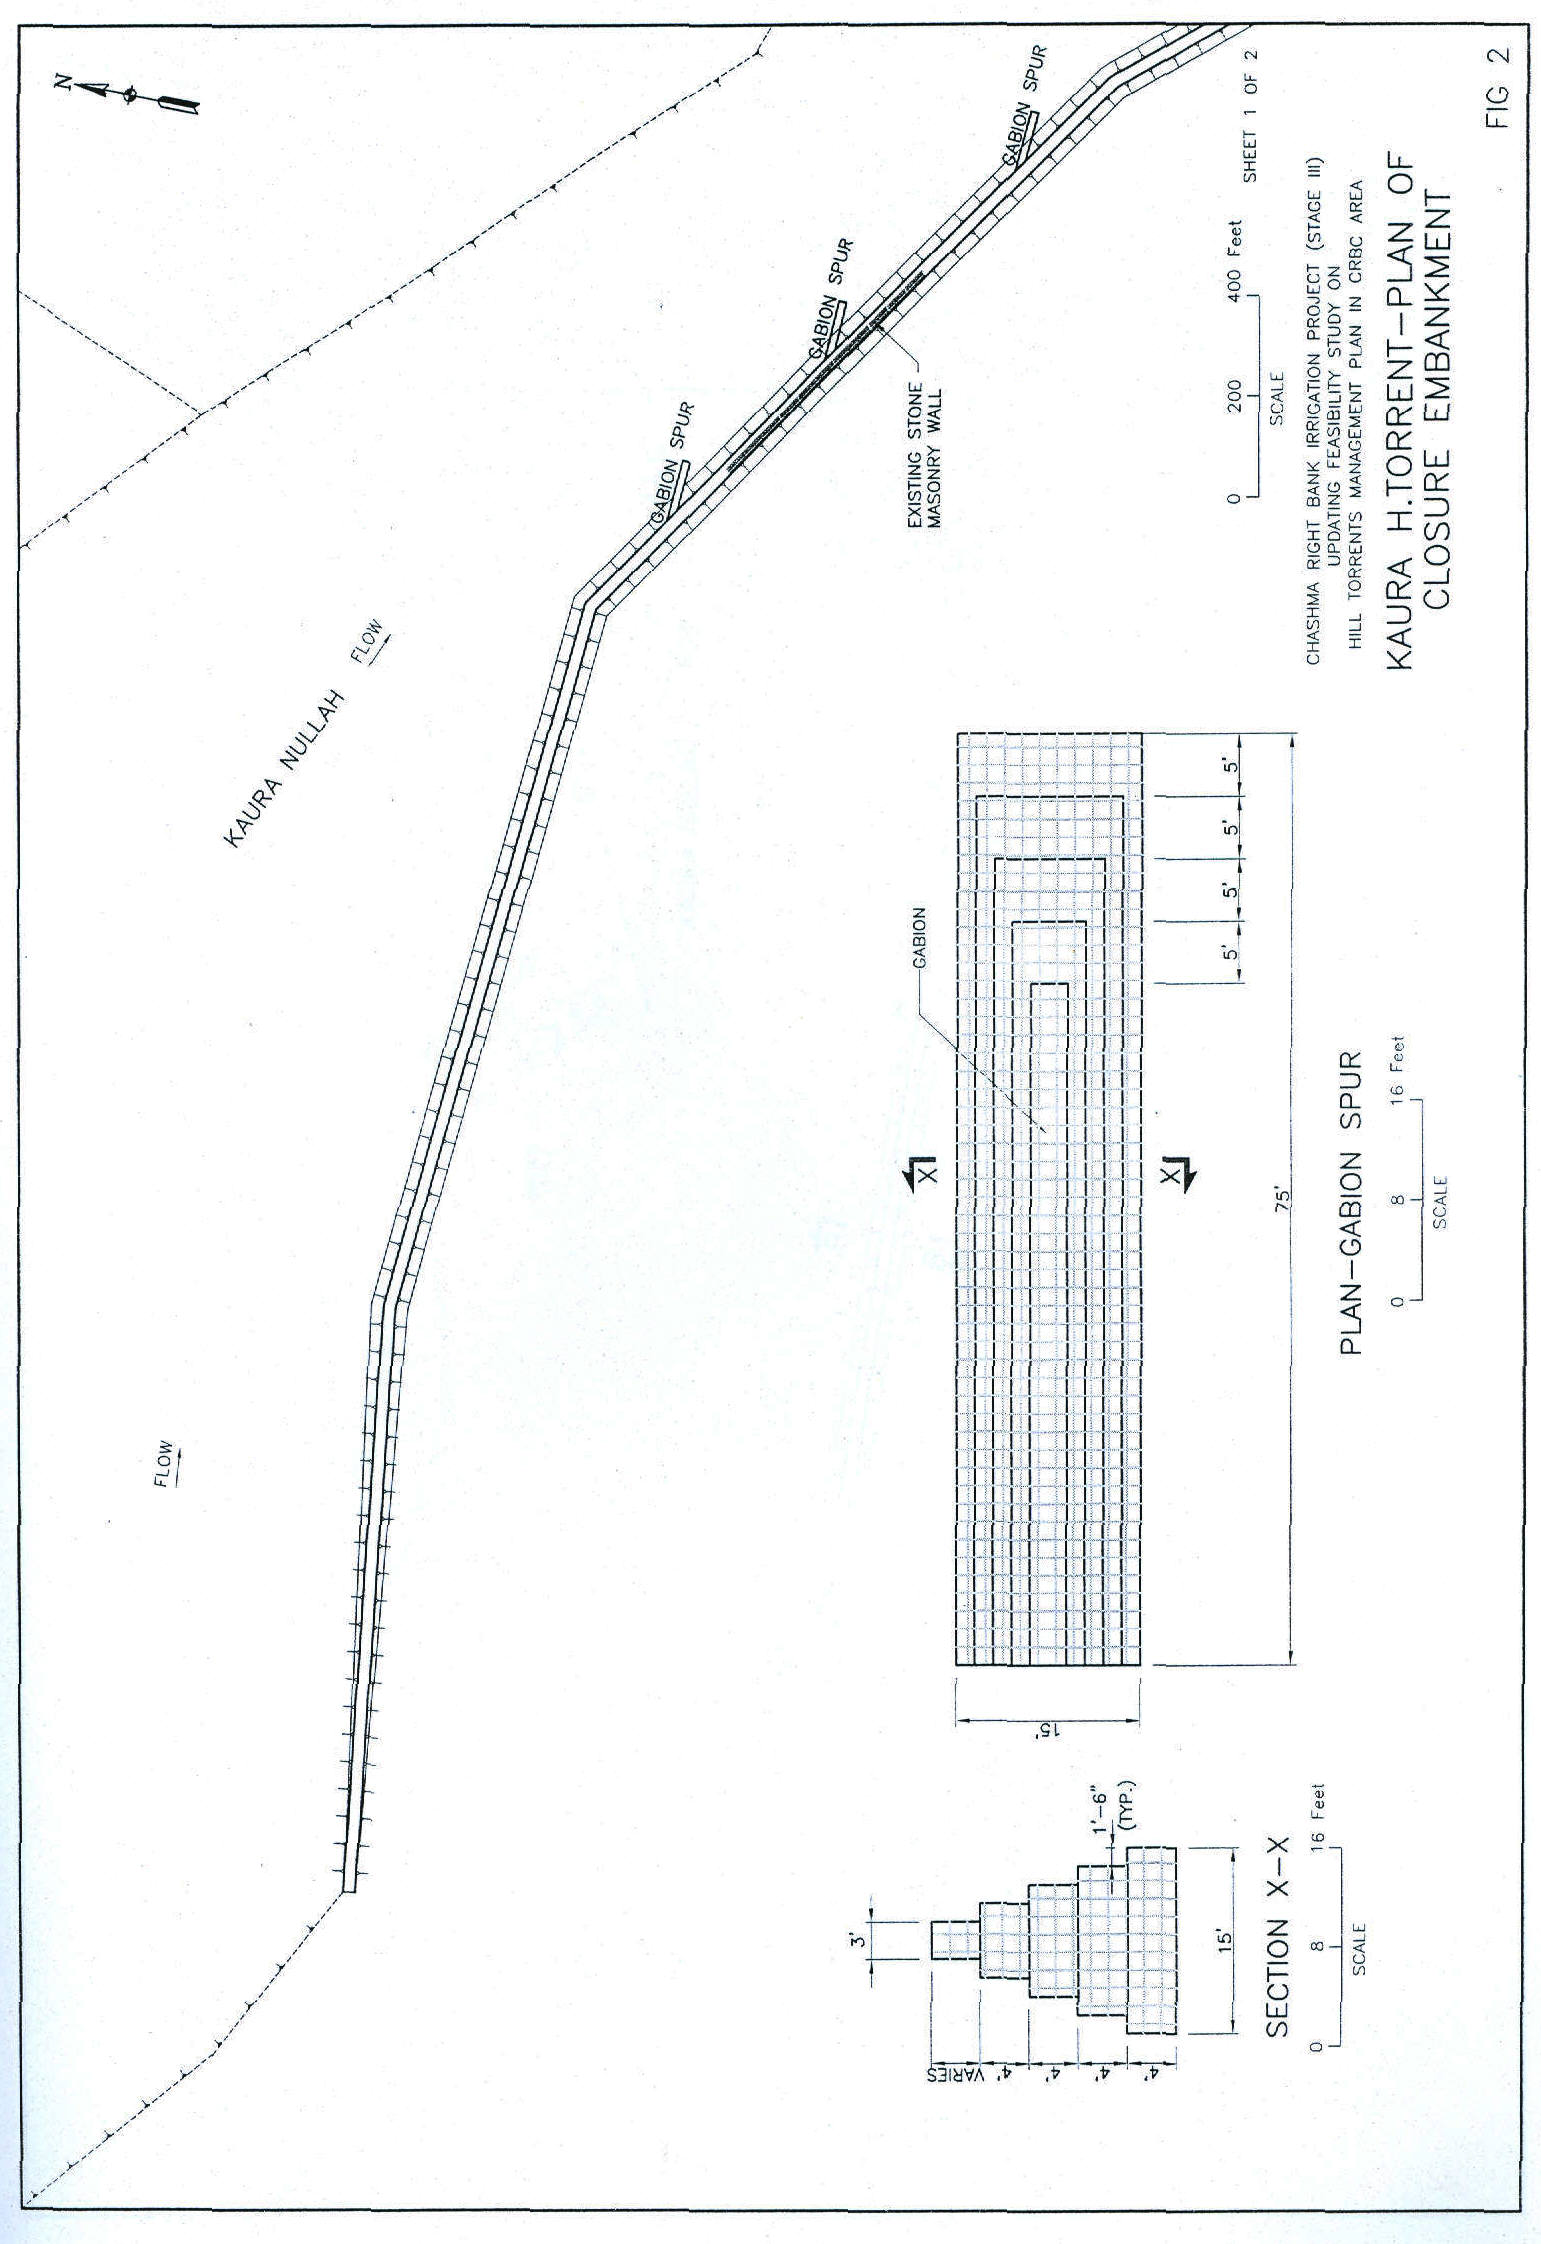 N
KAURA NULLAH
FLOW
FLOW
GABION SPUR
GABION SPUR
GABION SPUR
EXISTING STONE
MASONRY WALL
3'
VARIES
4'
4'
4'
4'
1'-6"
(TYP.)
15'
SECTION X-X
0 8 16 Feet
SCALE
GABION
X
X
15'
75'
5'
5'
5'
5'
PLAN-GABION SPUR
0 8 16 Feet
SCALE
0 200 400 Feet
SCALE
SHEET 1 OF 2
CHASHMA RIGHT BANK IRRIGATION PROJECT (STAGE III)
UPDATING FEASIBILITY STUDY ON
HILL TORRENTS MANAGEMENT PLAN IN CRBC AREA
KAURA H.TORRENT-PLAN OF
CLOSURE EMBANKMENT
FIG 2